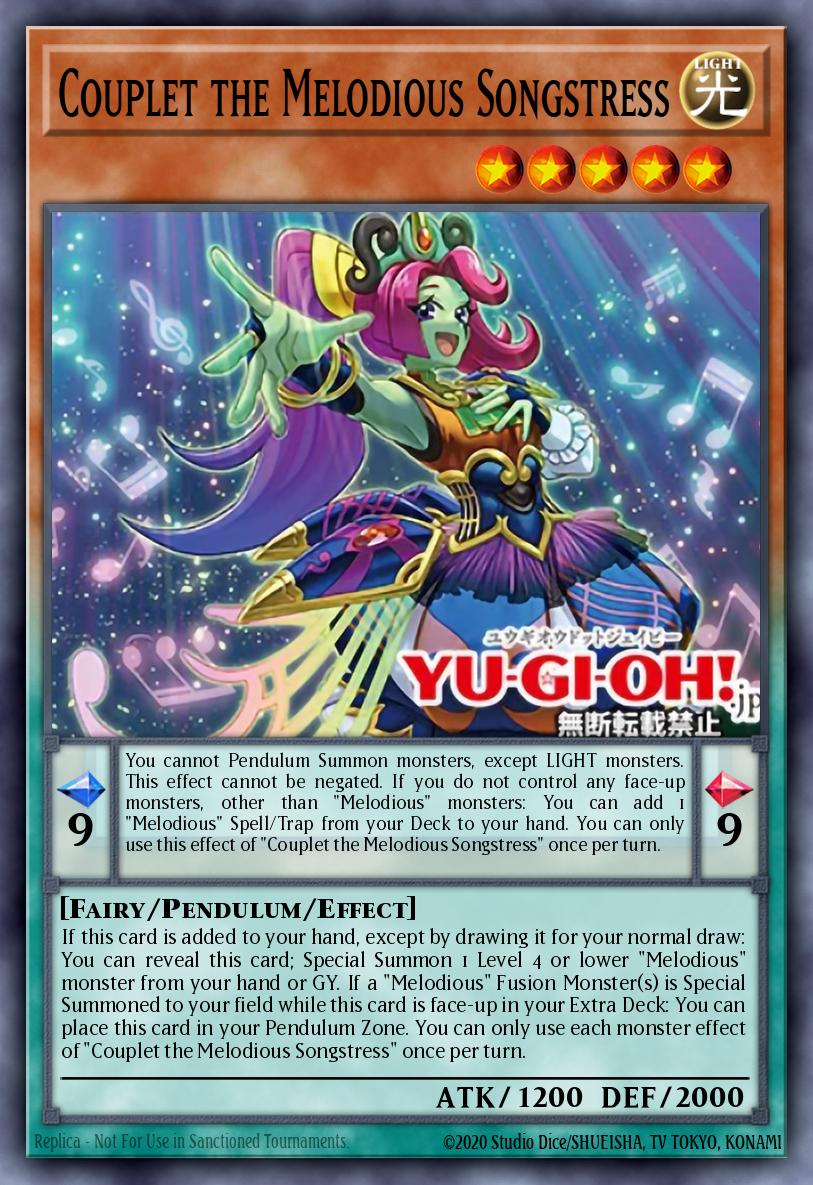 COUPLET THE MELODIOUS SONGSTRESS
LIGHT
光
ユウギオウドットジェイピー
YU-GI-OH!.jp
無断転載禁止
9
You cannot Pendulum Summon monsters, except LIGHT monsters.
This effect cannot be negated. If you do not control any face-up
monsters, other than "Melodious" monsters: You can add 1
"Melodious" Spell/Trap from your Deck to your hand. You can only
use this effect of "Couplet the Melodious Songstress" once per turn.
9
[FAIRY/PENDULUM/EFFECT]
If this card is added to your hand, except by drawing it for your normal draw:
You can reveal this card; Special Summon 1 Level 4 or lower "Melodious"
monster from your hand or GY. If a "Melodious" Fusion Monster(s) is Special
Summoned to your field while this card is face-up in your Extra Deck: You can
place this card in your Pendulum Zone. You can only use each monster effect
of "Couplet the Melodious Songstress" once per turn.
ATK/1200 DEF/2000
Replica - Not For Use in Sanctioned Tournaments.
©2020 Studio Dice/SHUEISHA, TV TOKYO, KONAMI